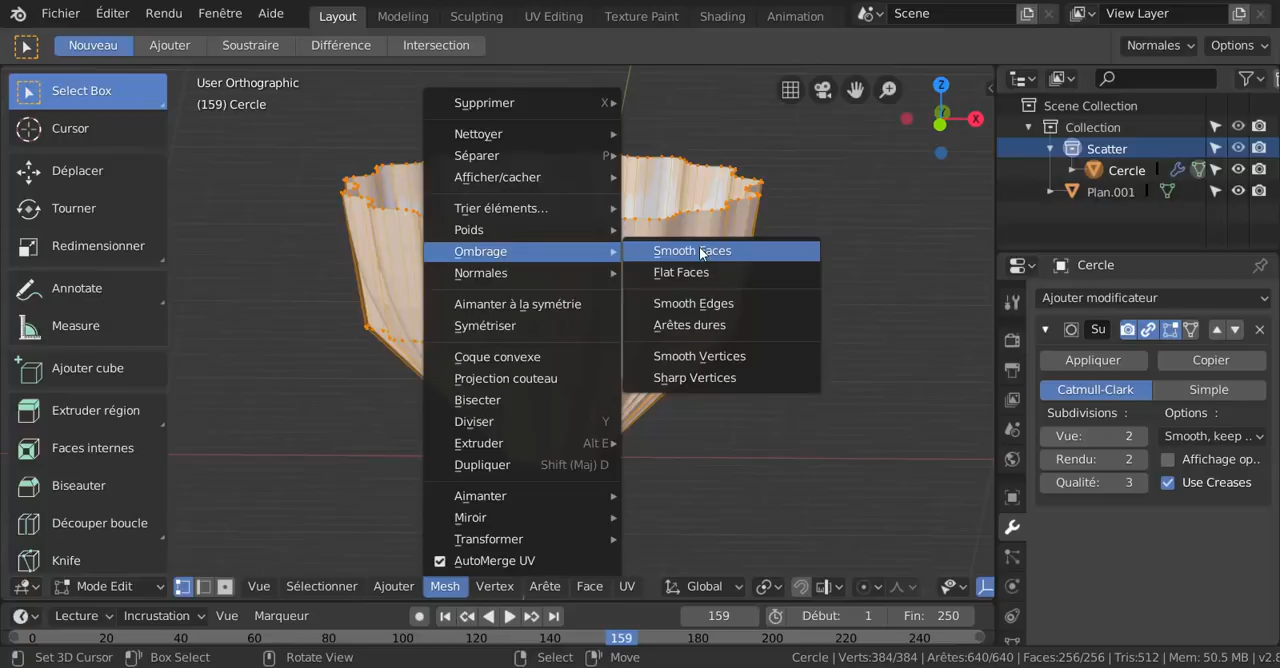 Fichier Éditer Rendu Fenêtre Aide Layout Modeling Sculpting UV Editing Texture Paint Shading Animation Scene View Layer
Nouveau Ajouter Soustraire Différence Intersection Normales Options
Select Box
Cursor
Déplacer
Tourner
Redimensionner
Annotate
Measure
Ajouter cube
Extruder région
Faces internes
Biseauter
Découper boucle
Knife
User Orthographic
(159) Cercle
Supprimer X
Nettoyer
Séparer P
Afficher/cacher
Trier éléments...
Poids
Ombrage
Normales
Aimanter à la symétrie
Symétriser
Coque convexe
Projection couteau
Bisecter
Diviser Y
Extruder Alt E
Dupliquer Shift (Maj) D
Aimanter
Miroir
Transformer
AutoMerge UV
Smooth Faces
Flat Faces
Smooth Edges
Arêtes dures
Smooth Vertices
Sharp Vertices
Z
Y
X
Scene Collection
Collection
Scatter
Cercle
Plan.001
Cercle
Ajouter modificateur
Su
Appliquer Copier
Catmull-Clark Simple
Subdivisions : Options :
Vue: 2 Smooth, keep ..
Rendu: 2 Affichage op..
Qualité: 3 Use Creases
Mode Edit Vue Sélectionner Ajouter Mesh Vertex Arête Face UV Global
Lecture Incrustation Vue Marqueur 159 Début: 1 Fin: 250
0 20 40 60 80 100 120 140 159 180 200 220 240
Set 3D Cursor Box Select Rotate View Select Move Cercle | Verts:384/384 | Arêtes:640/640 | Faces:256/256 | Tris:512 | Mem: 50.5 MB | v2.8